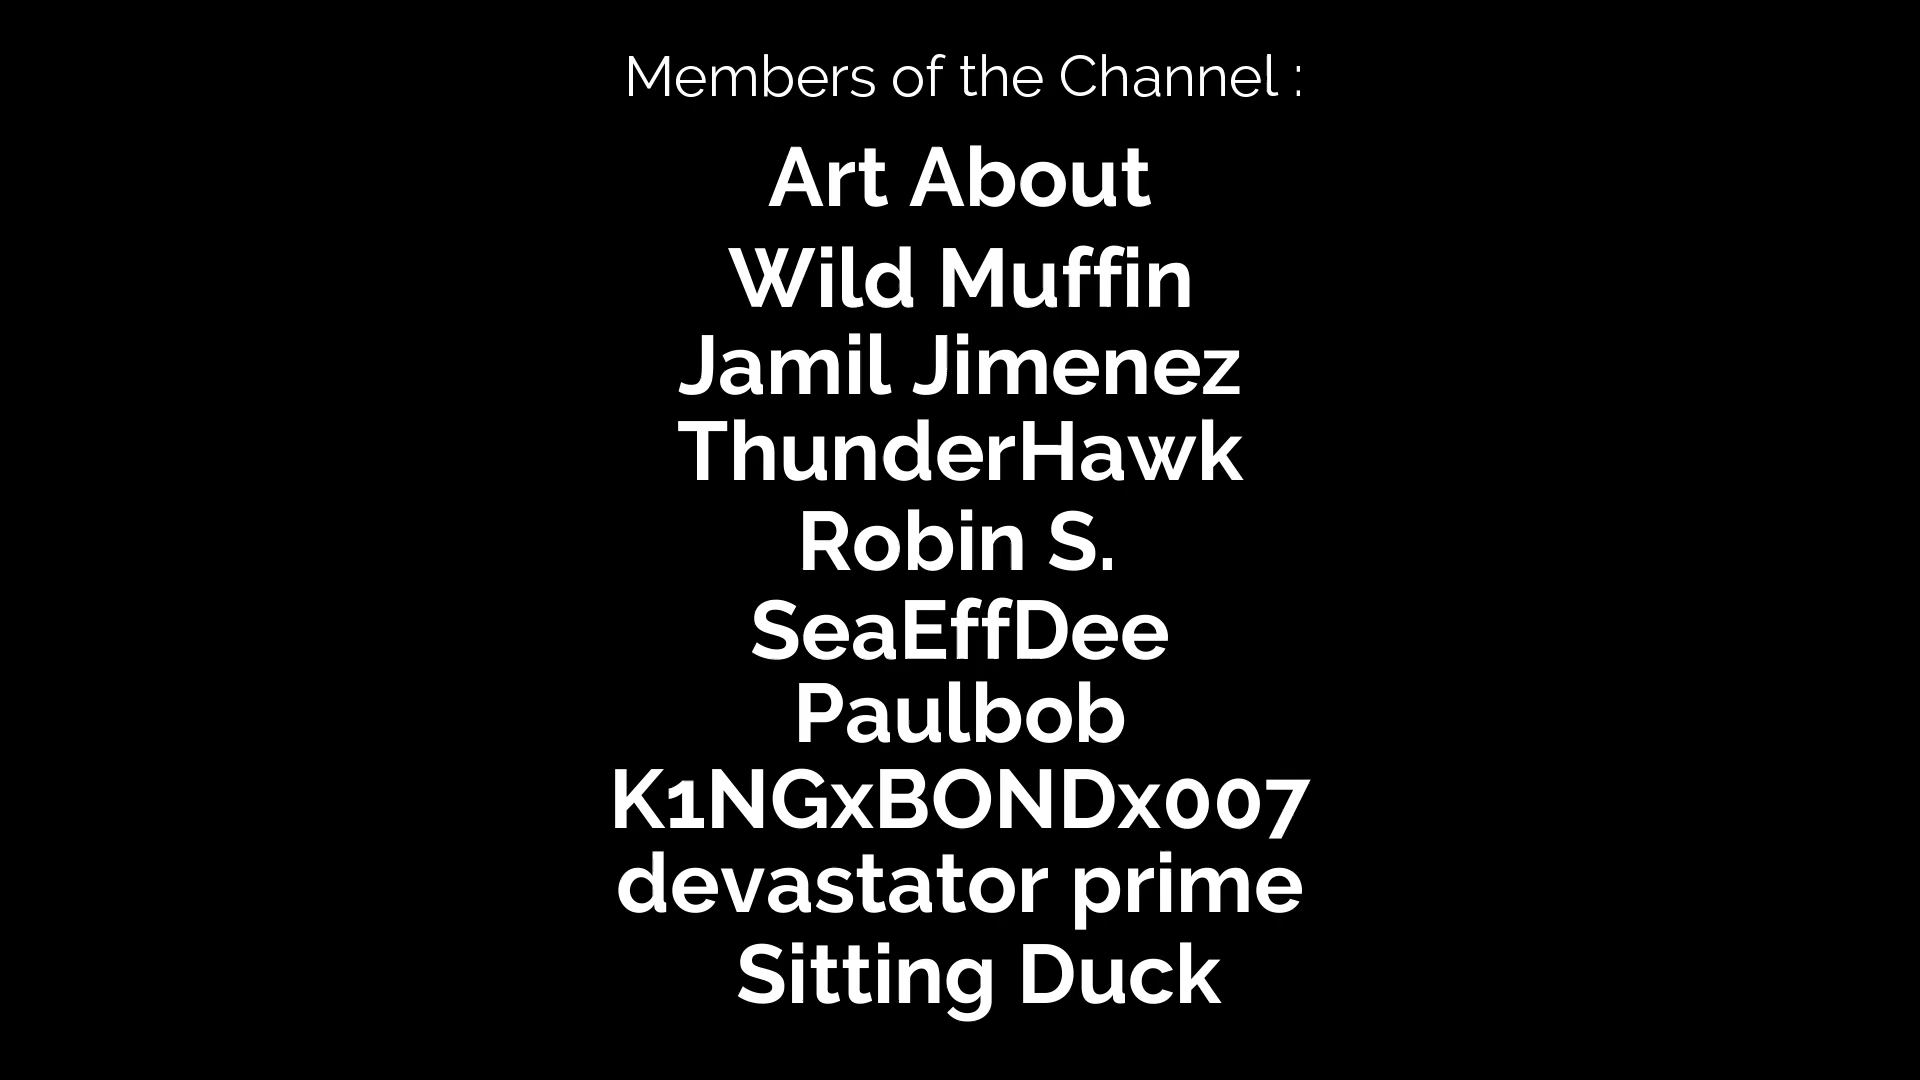 Members of the Channel :
Art About
Wild Muffin
Jamil Jimenez
ThunderHawk
Robin S.
SeaEffDee
Paulbob
K1NGxBONDx007
devastator prime
Sitting Duck